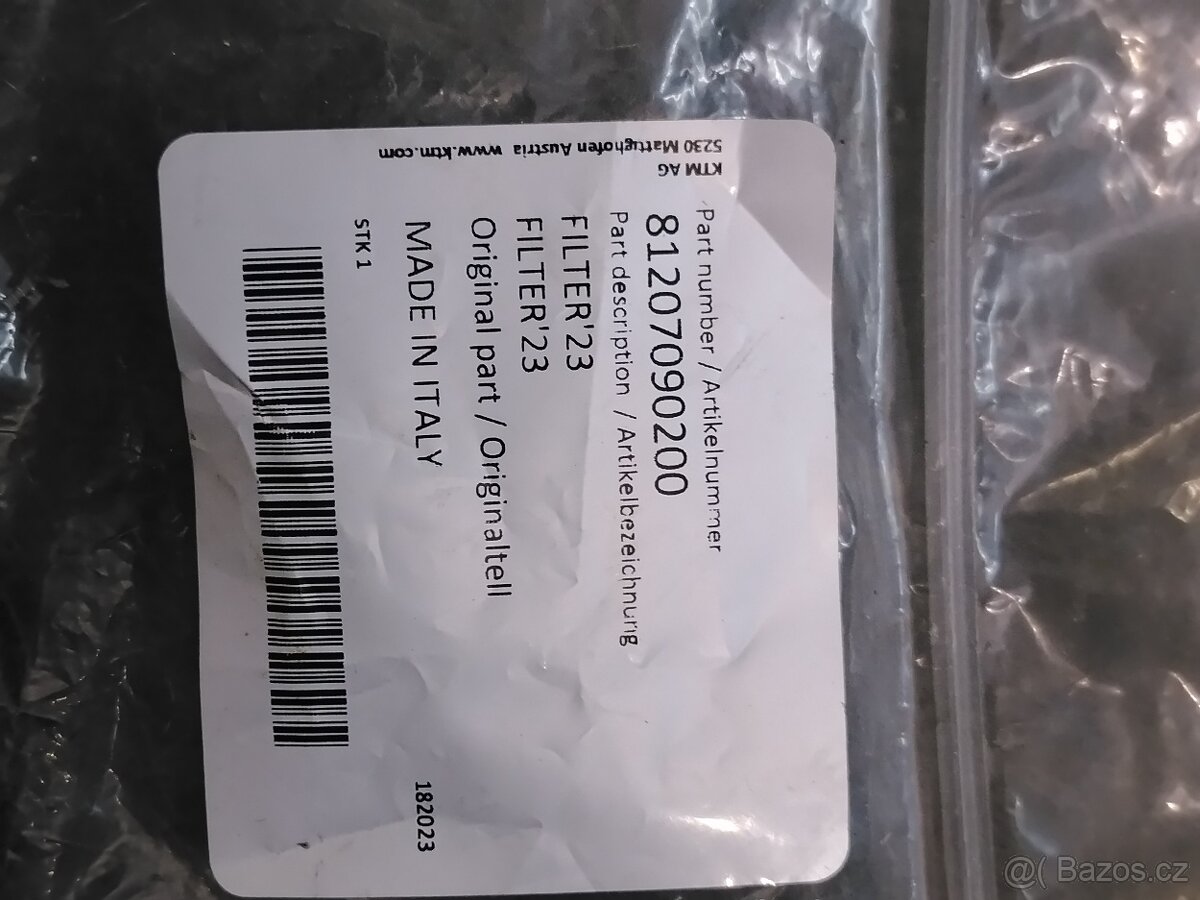 KTM AG
5230 Mattighofen Austria www.ktm.com
Part number / Artikelnummer
81207090200
Part description / Artikelbezeichnung
FILTER'23
FILTER'23
Original part / Originalteil
MADE IN ITALY
STK 1
182023
@( Bazos.cz